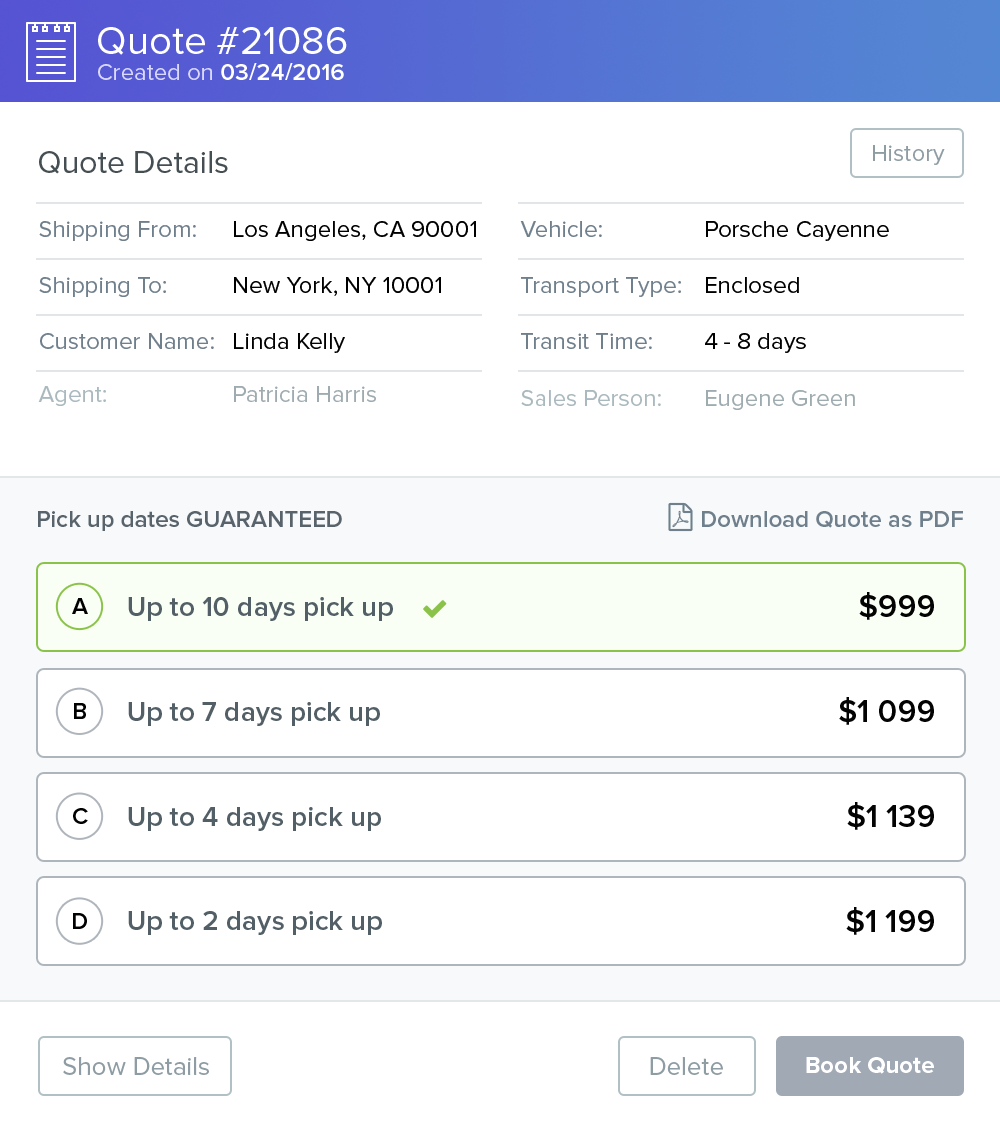 Quote #21086
Created on 03/24/2016
Quote Details
History
Shipping From: Los Angeles, CA 90001
Shipping To: New York, NY 10001
Customer Name: Linda Kelly
Agent: Patricia Harris
Vehicle: Porsche Cayenne
Transport Type: Enclosed
Transit Time: 4 - 8 days
Sales Person: Eugene Green
Pick up dates GUARANTEED
Download Quote as PDF
A Up to 10 days pick up $999
B Up to 7 days pick up $1 099
C Up to 4 days pick up $1 139
D Up to 2 days pick up $1 199
Show Details
Delete
Book Quote